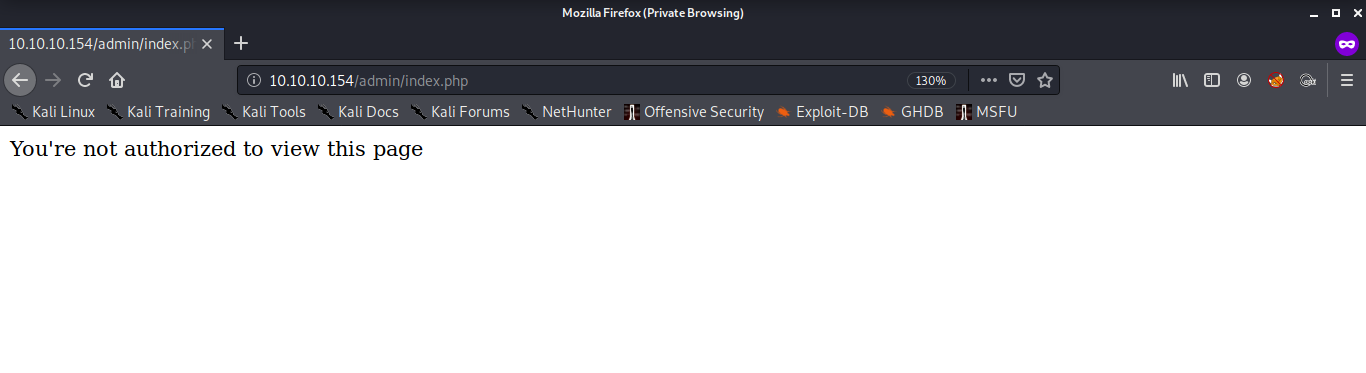 Mozilla Firefox (Private Browsing)
10.10.10.154/admin/index.p
10.10.10.154/admin/index.php 130%
Kali Linux Kali Training Kali Tools Kali Docs Kali Forums NetHunter Offensive Security Exploit-DB GHDB MSFU
You're not authorized to view this page